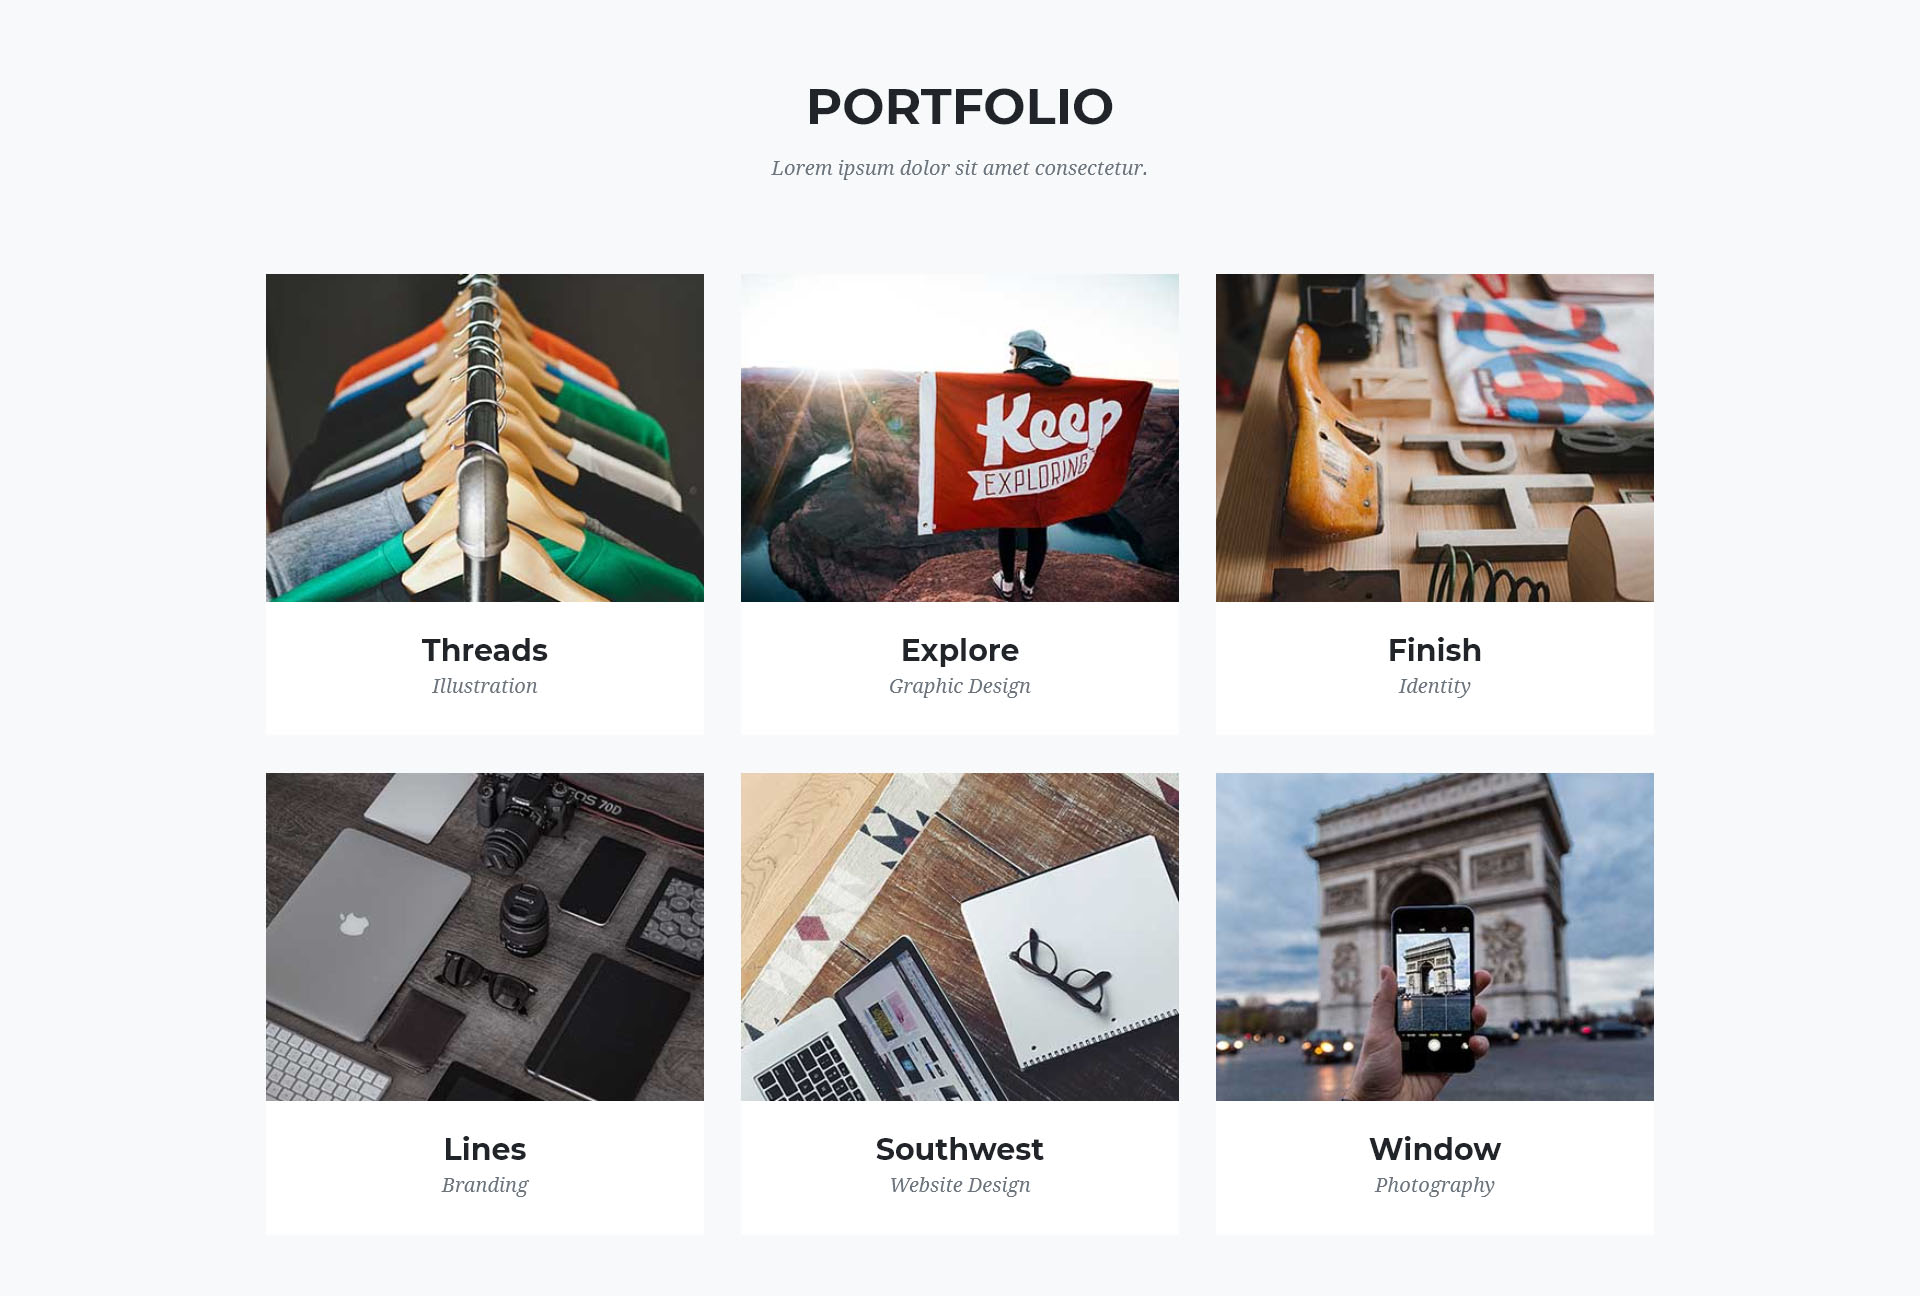 PORTFOLIO
Lorem ipsum dolor sit amet consectetur.
Keep
EXPLORING
P
H
Threads
Illustration
Explore
Graphic Design
Finish
Identity
EOS 70D
Canon
Lines
Branding
Southwest
Website Design
Window
Photography